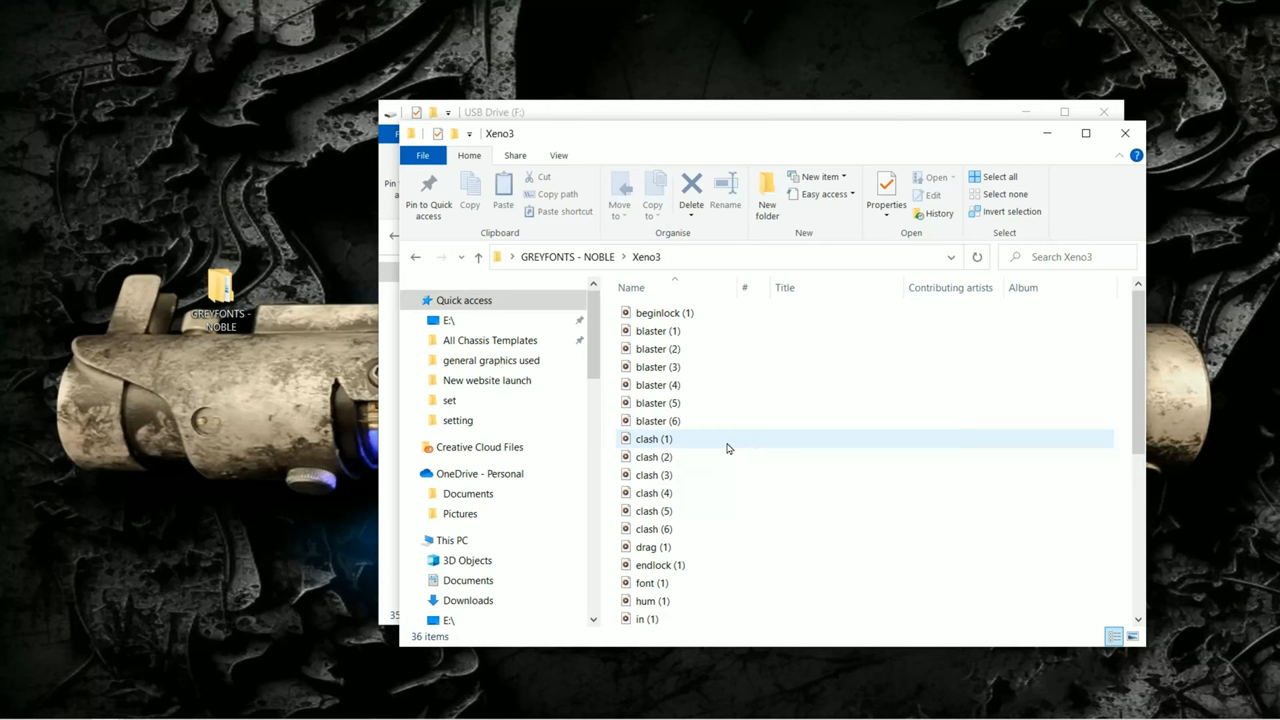 USB Drive (F:)
Xeno3
File
Home
Share
View
Pin to Quick access
Copy
Paste
Cut
Copy path
Paste shortcut
Clipboard
Move to
Copy to
Delete
Rename
Organise
New folder
New item
Easy access
New
Properties
Open
Edit
History
Open
Select all
Select none
Invert selection
Select
GREYFONTS - NOBLE
Xeno3
Search Xeno3
Quick access
E:\
All Chassis Templates
general graphics used
New website launch
set
setting
Creative Cloud Files
OneDrive - Personal
Documents
Pictures
This PC
3D Objects
Documents
Downloads
E:\
Name
#
Title
Contributing artists
Album
beginlock (1)
blaster (1)
blaster (2)
blaster (3)
blaster (4)
blaster (5)
blaster (6)
clash (1)
clash (2)
clash (3)
clash (4)
clash (5)
clash (6)
drag (1)
endlock (1)
font (1)
hum (1)
in (1)
36 items
GREYFONTS -
NOBLE